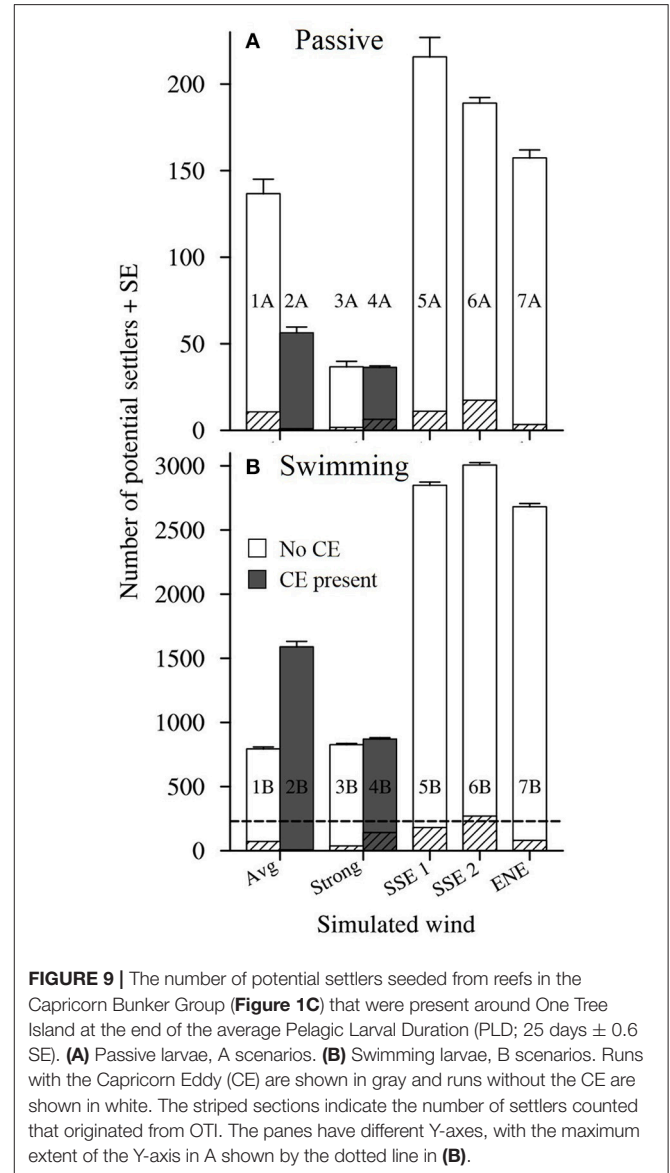 A Passive
200
150
100
50
0
1A 2A 3A 4A 5A 6A 7A
Number of potential settlers + SE
B Swimming
3000
2500
2000
1500
1000
500
0
No CE
CE present
1B 2B 3B 4B 5B 6B 7B
Avg Strong SSE 1 SSE 2 ENE
Simulated wind
FIGURE 9 | The number of potential settlers seeded from reefs in the
Capricorn Bunker Group (Figure 1C) that were present around One Tree
Island at the end of the average Pelagic Larval Duration (PLD; 25 days ± 0.6
SE). (A) Passive larvae, A scenarios. (B) Swimming larvae, B scenarios. Runs
with the Capricorn Eddy (CE) are shown in gray and runs without the CE are
shown in white. The striped sections indicate the number of settlers counted
that originated from OTI. The panes have different Y-axes, with the maximum
extent of the Y-axis in A shown by the dotted line in (B).